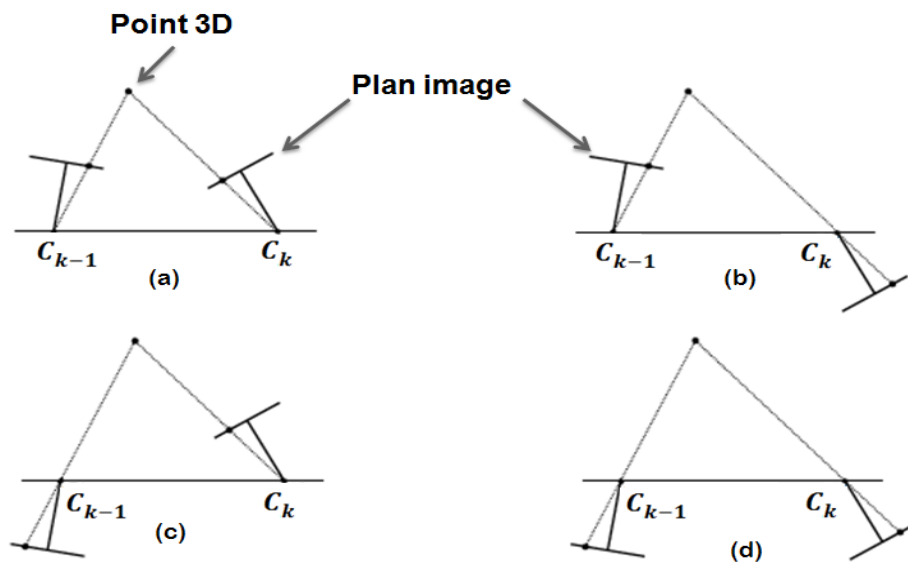 Point 3D
Plan image
C_{k-1} C_k
(a)
C_{k-1} C_k
(b)
C_{k-1} C_k
(c)
C_{k-1} C_k
(d)